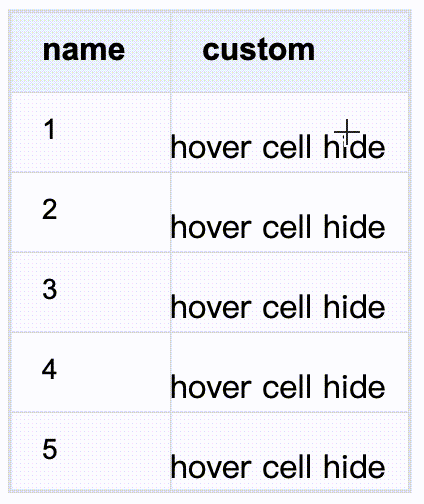 name custom
1 hover cell hide
2 hover cell hide
3 hover cell hide
4 hover cell hide
5 hover cell hide